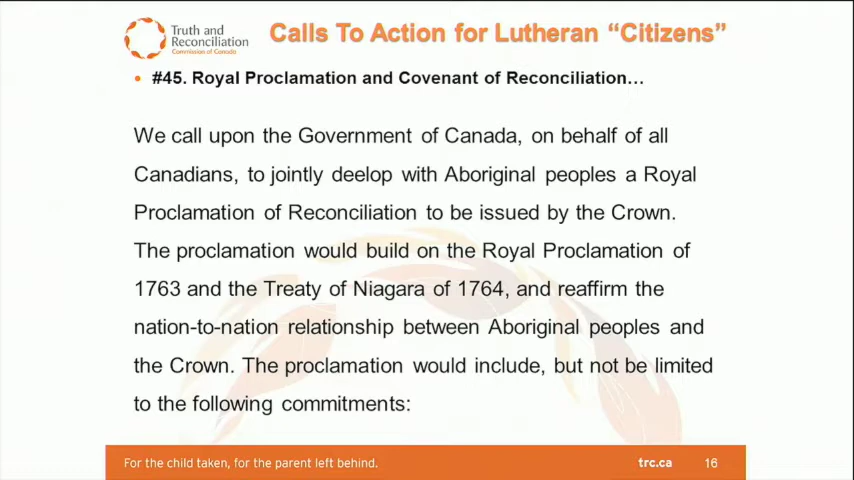 Truth and
Reconciliation
Commission of Canada
Calls To Action for Lutheran “Citizens”
• #45. Royal Proclamation and Covenant of Reconciliation…
We call upon the Government of Canada, on behalf of all
Canadians, to jointly deelop with Aboriginal peoples a Royal
Proclamation of Reconciliation to be issued by the Crown.
The proclamation would build on the Royal Proclamation of
1763 and the Treaty of Niagara of 1764, and reaffirm the
nation-to-nation relationship between Aboriginal peoples and
the Crown. The proclamation would include, but not be limited
to the following commitments:
For the child taken, for the parent left behind.
trc.ca 16